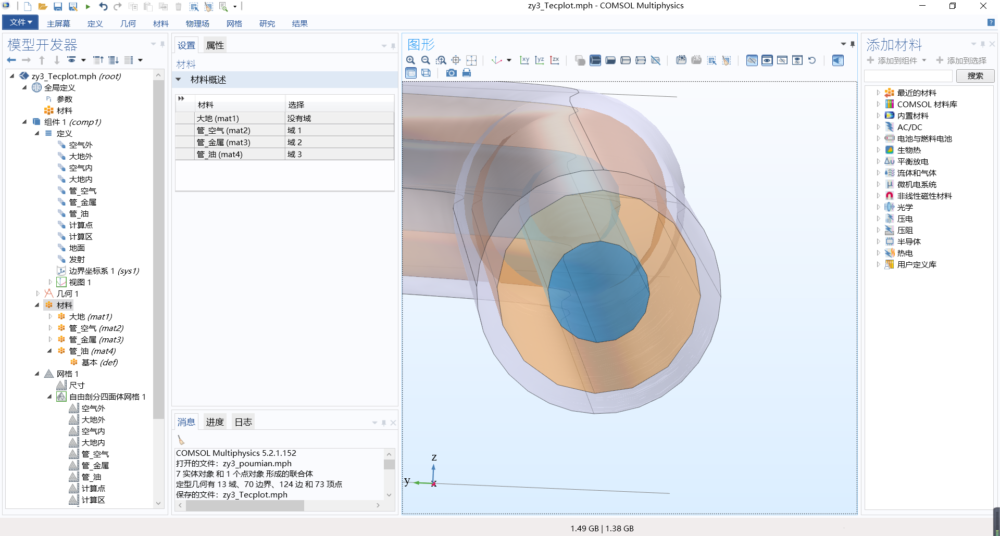 zy3_Tecplot.mph - COMSOL Multiphysics
文件 主屏幕 定义 几何 材料 物理场 网格 研究 结果
模型开发器
zy3_Tecplot.mph (root)
全局定义
Pi 参数
材料
组件 1 (comp1)
定义
空气外
大地外
空气内
大地内
管_空气
管_金属
管_油
计算点
计算区
地面
发射
边界坐标系 1 (sys1)
视图 1
几何 1
材料
大地 (mat1)
管_空气 (mat2)
管_金属 (mat3)
管_油 (mat4)
基本 (def)
网格 1
尺寸
自由剖分四面体网格 1
空气外
大地外
空气内
大地内
管_空气
管_金属
管_油
计算点
计算区
设置 属性
材料
材料概述
材料 选择
大地 (mat1) 没有域
管_空气 (mat2) 域 1
管_金属 (mat3) 域 2
管_油 (mat4) 域 3
消息 进度 日志
COMSOL Multiphysics 5.2.1.152
打开的文件：zy3_poumian.mph
7 实体对象 和 1 个点对象 形成的联合体
定型几何有 13 域、70 边界、124 边 和 73 顶点
保存的文件：zy3_Tecplot.mph
图形
xy yz zx
z
y
x
添加材料
添加到组件 添加到选择
搜索
最近的材料
COMSOL 材料库
内置材料
AC/DC
电池与燃料电池
生物热
平衡放电
流体和气体
微机电系统
非线性磁性材料
光学
压电
压阻
半导体
热电
用户定义库
1.49 GB | 1.38 GB